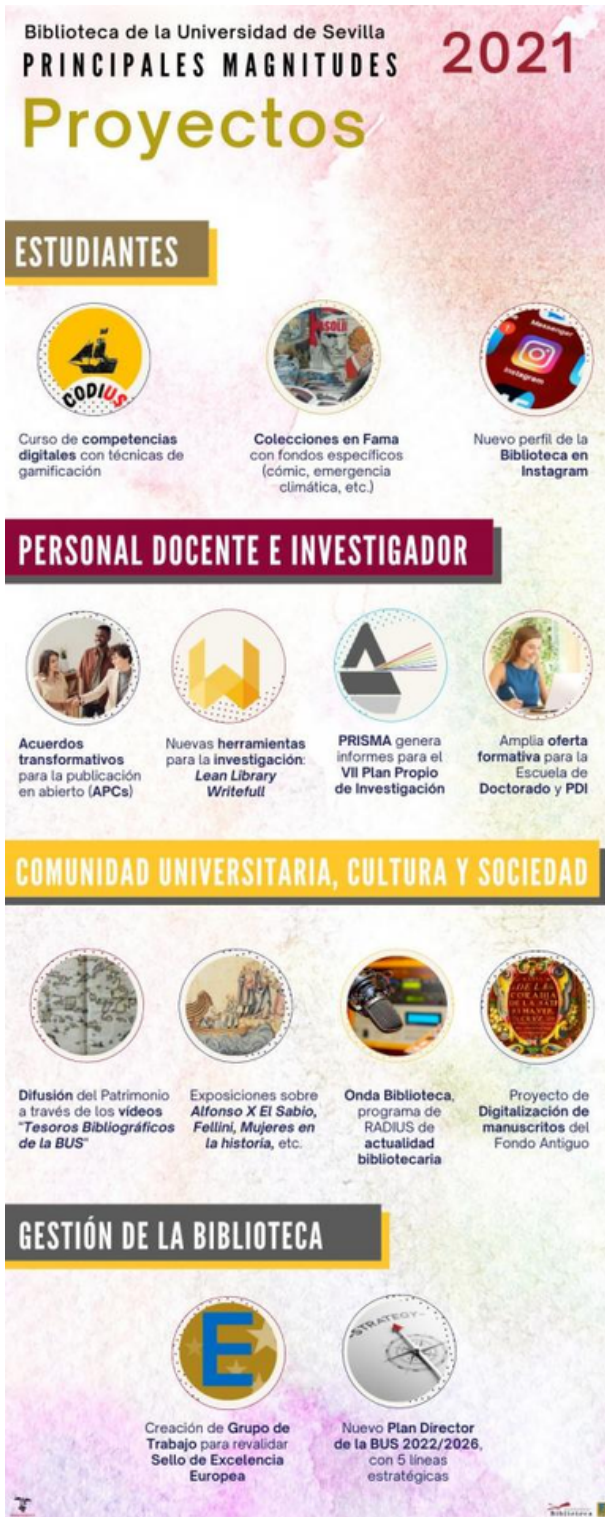 Biblioteca de la Universidad de Sevilla
PRINCIPALES MAGNITUDES
2021
Proyectos
ESTUDIANTES
CODIUS
ASOLU
Messenger
1
Instagram
Curso de competencias
digitales con técnicas de
gamificación
Colecciones en Fama
con fondos específicos
(cómic, emergencia
climática, etc.)
Nuevo perfil de la
Biblioteca en
Instagram
PERSONAL DOCENTE E INVESTIGADOR
Acuerdos
transformativos
para la publicación
en abierto (APCs)
Nuevas herramientas
para la investigación:
Lean Library
Writefull
PRISMA genera
informes para el
VII Plan Propio
de Investigación
Amplia oferta
formativa para la
Escuela de
Doctorado y PDI
COMUNIDAD UNIVERSITARIA, CULTURA Y SOCIEDAD
DE LA
Difusión del Patrimonio
a través de los vídeos
"Tesoros Bibliográficos
de la BUS"
Exposiciones sobre
Alfonso X El Sabio,
Fellini, Mujeres en
la historia, etc.
Onda Biblioteca,
programa de
RADIUS de
actualidad
bibliotecaria
Proyecto de
Digitalización de
manuscritos del
Fondo Antiguo
GESTIÓN DE LA BIBLIOTECA
E
STRATEGY
Creación de Grupo de
Trabajo para revalidar
Sello de Excelencia
Europea
Nuevo Plan Director
de la BUS 2022/2026,
con 5 líneas
estratégicas
Biblioteca